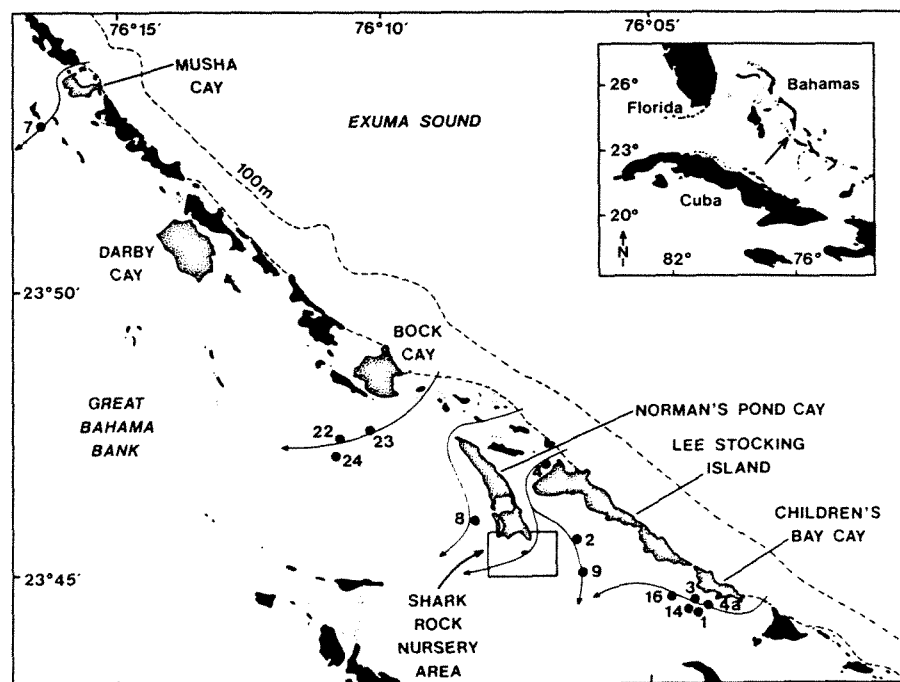 76°15′
76°10′
76°05′
MUSHA
CAY
7
EXUMA SOUND
100m
26°
Florida
Bahamas
23°
20°
Cuba
N
82°
76°
DARBY
CAY
23°50′
BOCK
CAY
GREAT
BAHAMA
BANK
22
23
24
NORMAN'S POND CAY
LEE STOCKING
ISLAND
4
CHILDREN'S
BAY CAY
8
2
9
23°45′
3
16
4a
14
1
SHARK
ROCK
NURSERY
AREA